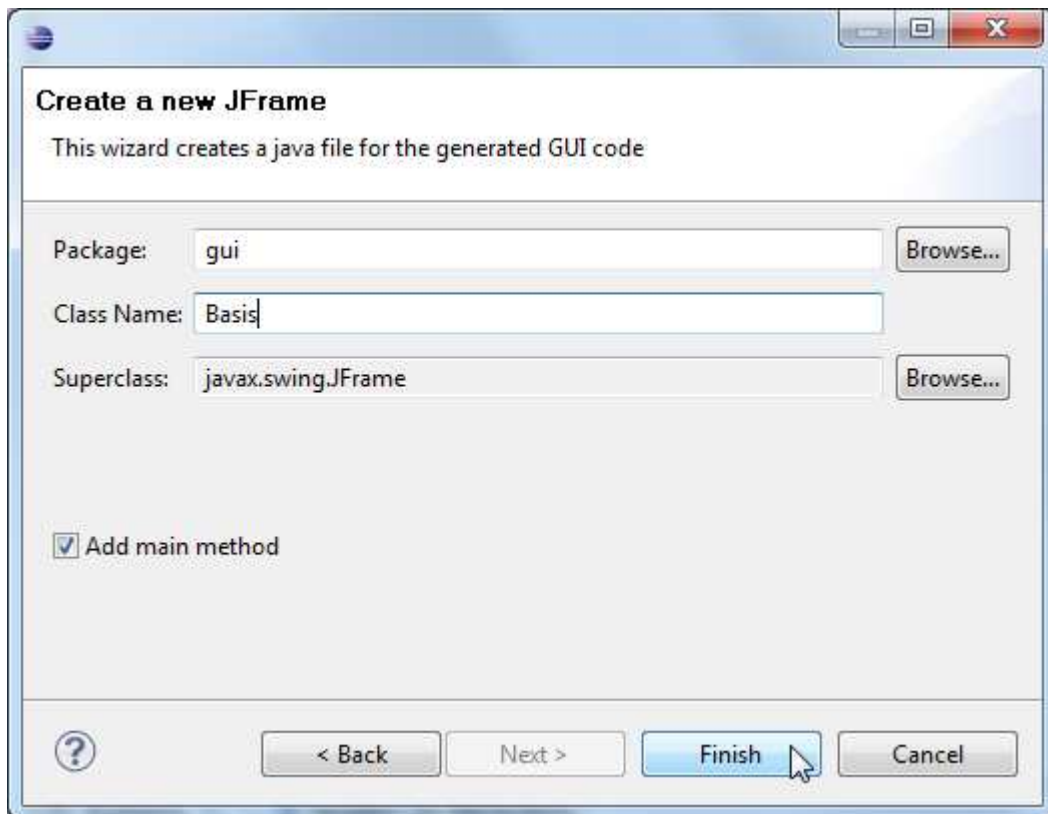 Create a new JFrame
This wizard creates a java file for the generated GUI code
Package: gui Browse...
Class Name: Basis
Superclass: javax.swing.JFrame Browse...
Add main method
? < Back Next > Finish Cancel